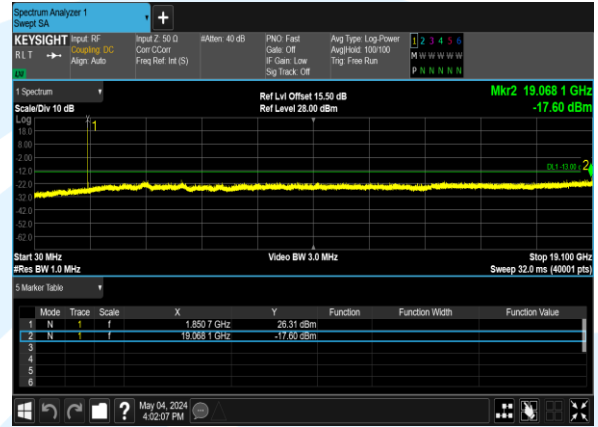 Spectrum Analyzer 1
Swept SA
KEYSIGHT Input: RF Input Z: 50 Ω #Atten: 40 dB PNO: Fast Avg Type: Log-Power 1 2 3 4 5 6
RLT Coupling: DC Corr CCorr Gate: Off Avg|Hold: 100/100 M W W W W W
Align: Auto Freq Ref: Int (S) IF Gain: Low Trig: Free Run P N N N N N
Sig Track: Off
LV
1 Spectrum Ref Lvl Offset 15.50 dB Mkr2 19.068 1 GHz
Scale/Div 10 dB Ref Level 28.00 dBm -17.60 dBm
Log
1
18.0
8.00
-2.00
-12.0 DL1 -13.00 2
-22.0
-32.0
-42.0
-52.0
-62.0
Start 30 MHz Video BW 3.0 MHz Stop 19.100 GHz
#Res BW 1.0 MHz Sweep 32.0 ms (40001 pts)
5 Marker Table
Mode Trace Scale X Y Function Function Width Function Value
1 N 1 f 1.850 7 GHz 26.31 dBm
2 N 1 f 19.068 1 GHz -17.60 dBm
3
4
5
6
? May 04, 2024
4:02:07 PM